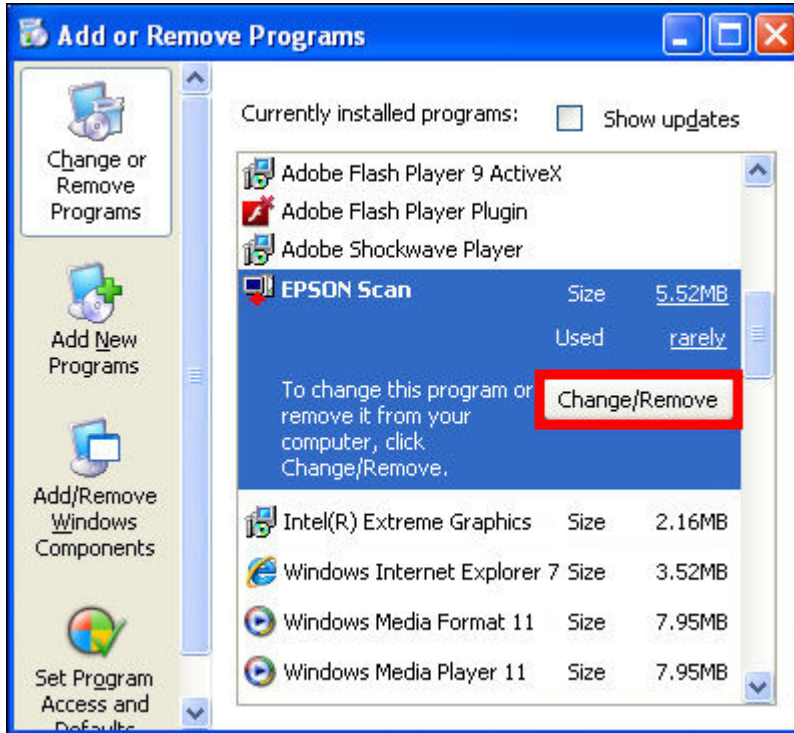 Add or Remove Programs
Change or
Remove
Programs
Add New
Programs
Add/Remove
Windows
Components
Set Program
Access and
Defaults
Currently installed programs:
Show updates
Adobe Flash Player 9 ActiveX
Adobe Flash Player Plugin
Adobe Shockwave Player
EPSON Scan Size 5.52MB
Used rarely
To change this program or
remove it from your
computer, click
Change/Remove.
Change/Remove
Intel(R) Extreme Graphics Size 2.16MB
Windows Internet Explorer 7 Size 3.52MB
Windows Media Format 11 Size 7.95MB
Windows Media Player 11 Size 7.95MB